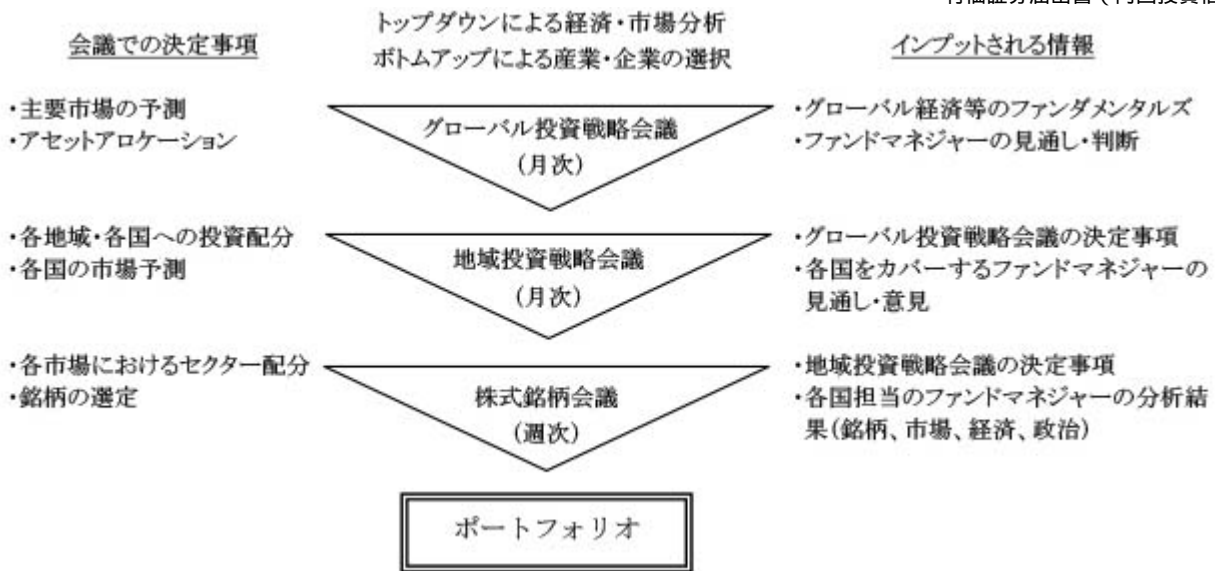 トップダウンによる経済・市場分析
ボトムアップによる産業・企業の選択
会議での決定事項
インプットされる情報
・主要市場の予測
・アセットアロケーション
グローバル投資戦略会議
(月次)
・グローバル経済等のファンダメンタルズ
・ファンドマネジャーの見通し・判断
・各地域・各国への投資配分
・各国の市場予測
地域投資戦略会議
(月次)
・グローバル投資戦略会議の決定事項
・各国をカバーするファンドマネジャーの
見通し・意見
・各市場におけるセクター配分
・銘柄の選定
株式銘柄会議
(週次)
・地域投資戦略会議の決定事項
・各国担当のファンドマネジャーの分析結
果(銘柄、市場、経済、政治)
ポートフォリオ